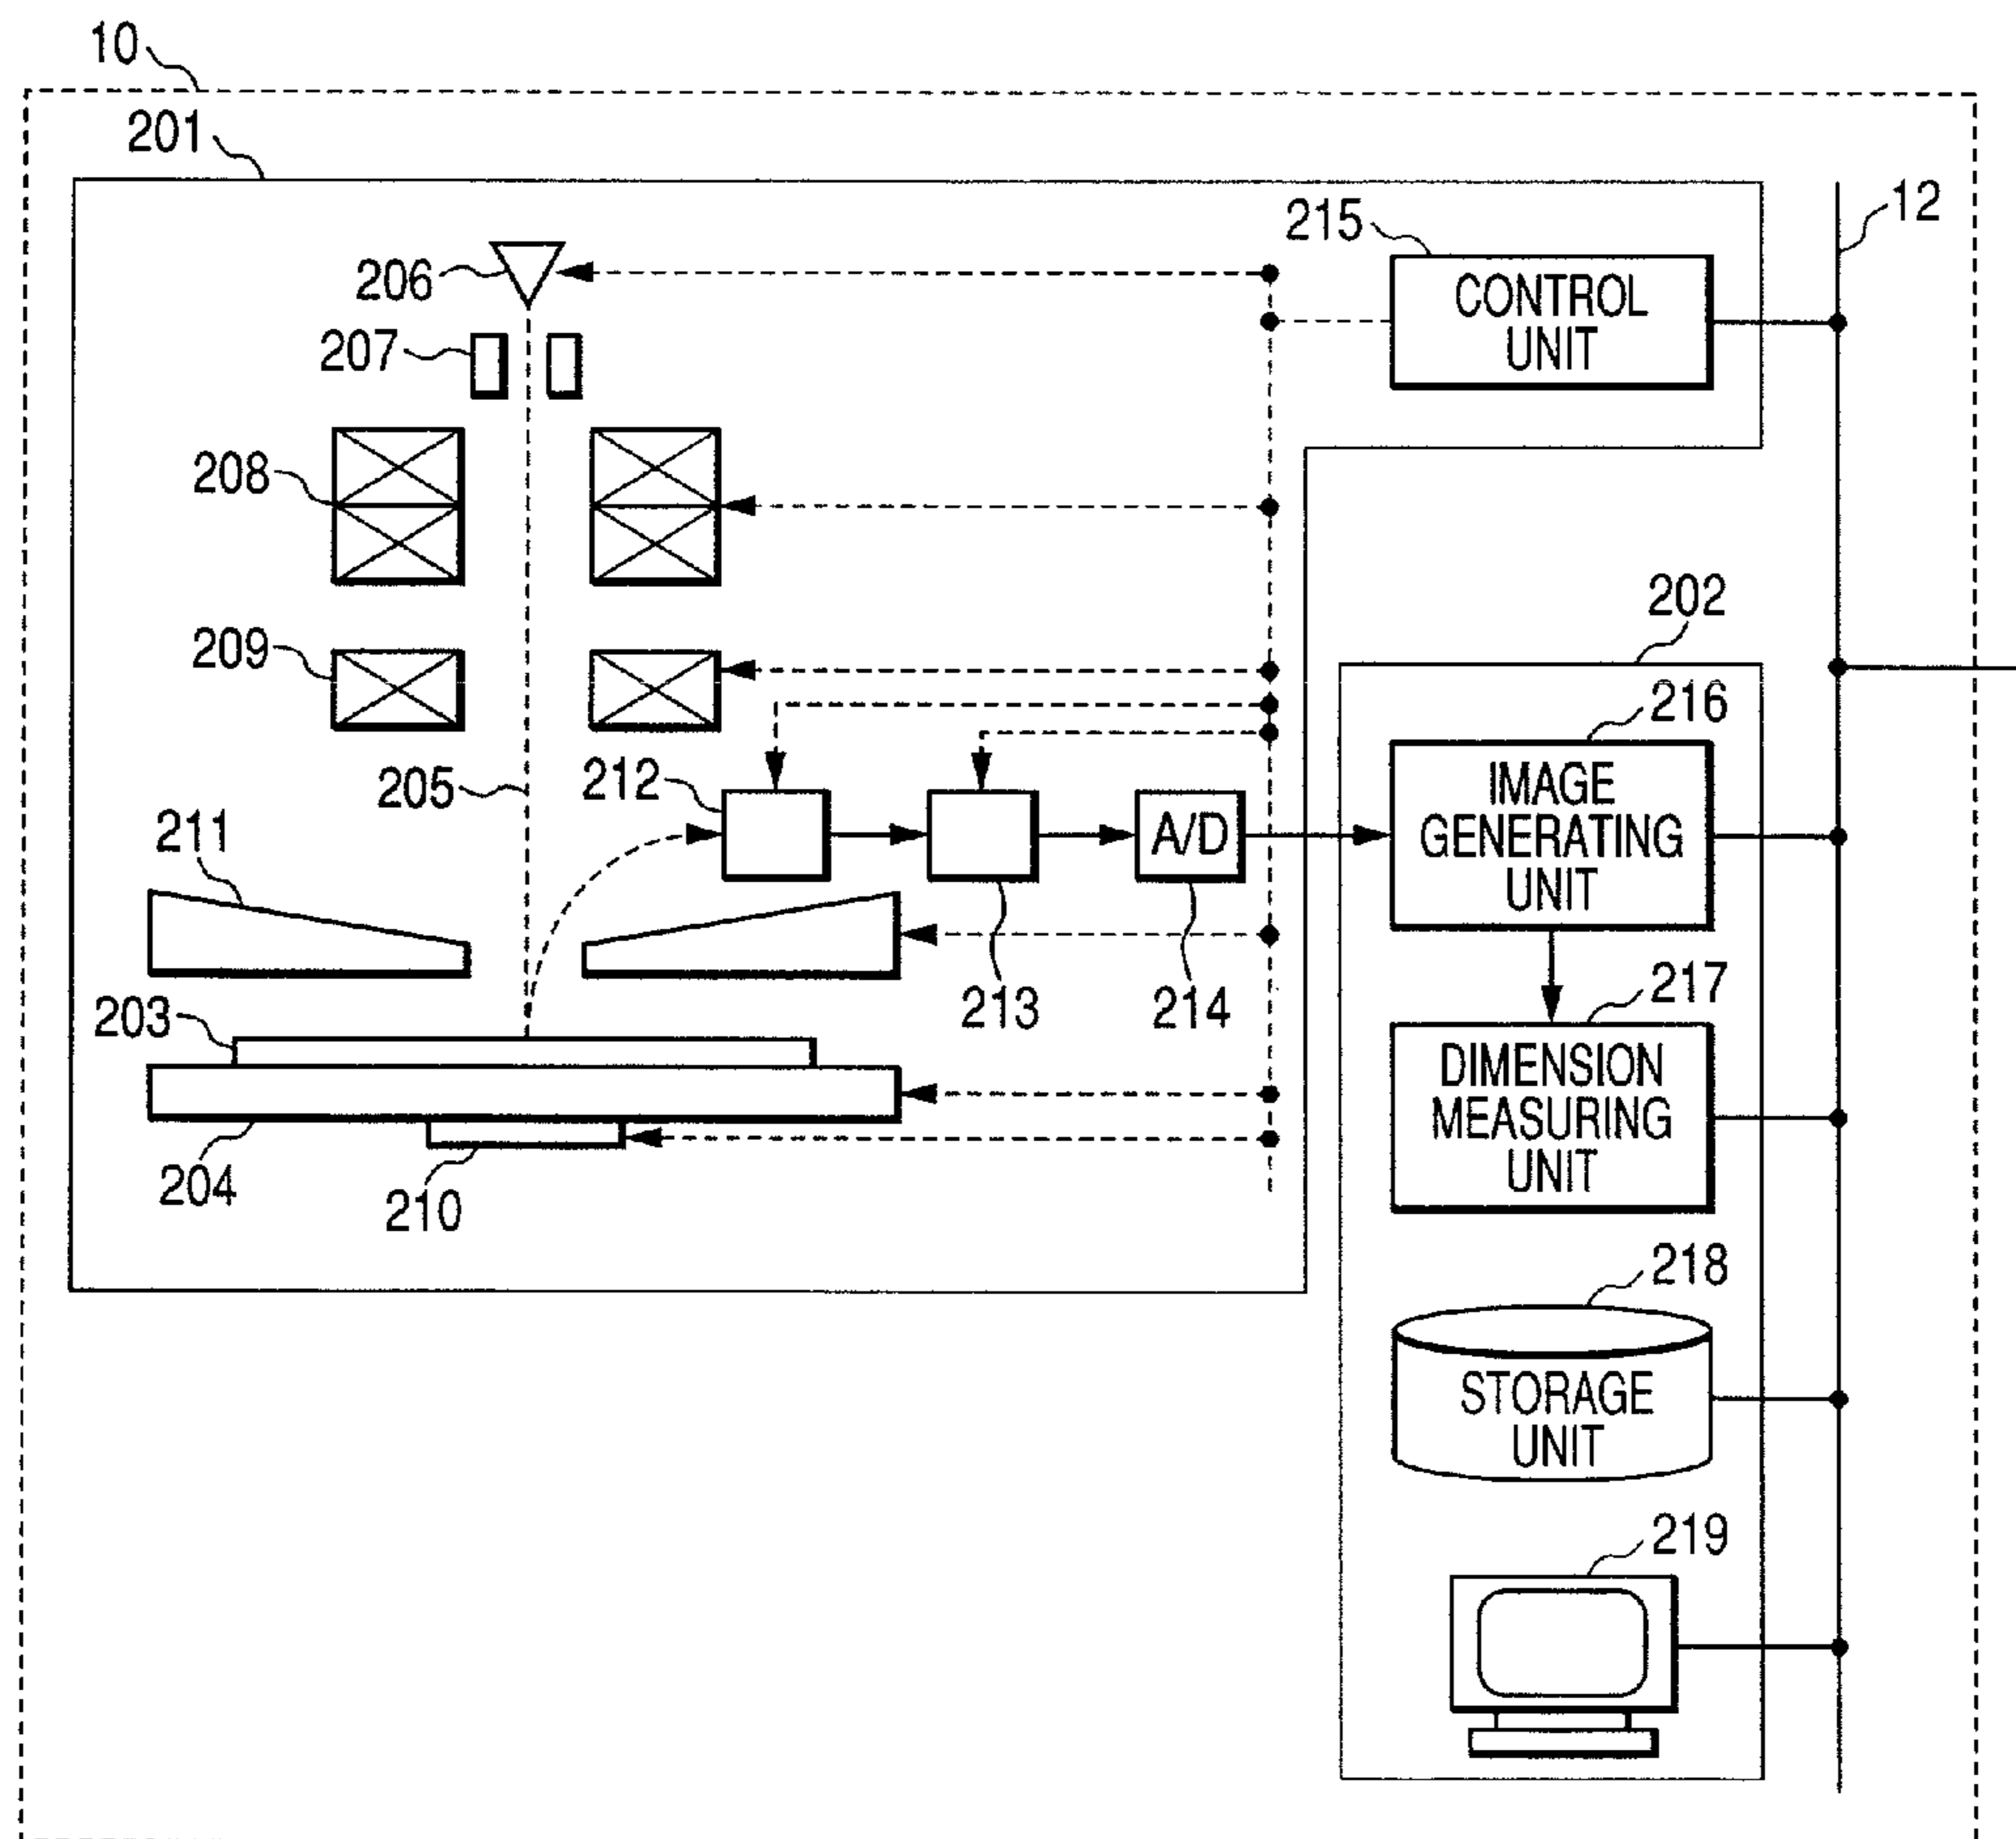 10
201
12
215
206
CONTROL
UNIT
207
208
202
209
216
205
212
IMAGE
GENERATING
UNIT
211
A/D
217
203
213
214
DIMENSION
MEASURING
UNIT
204
210
218
STORAGE
UNIT
219